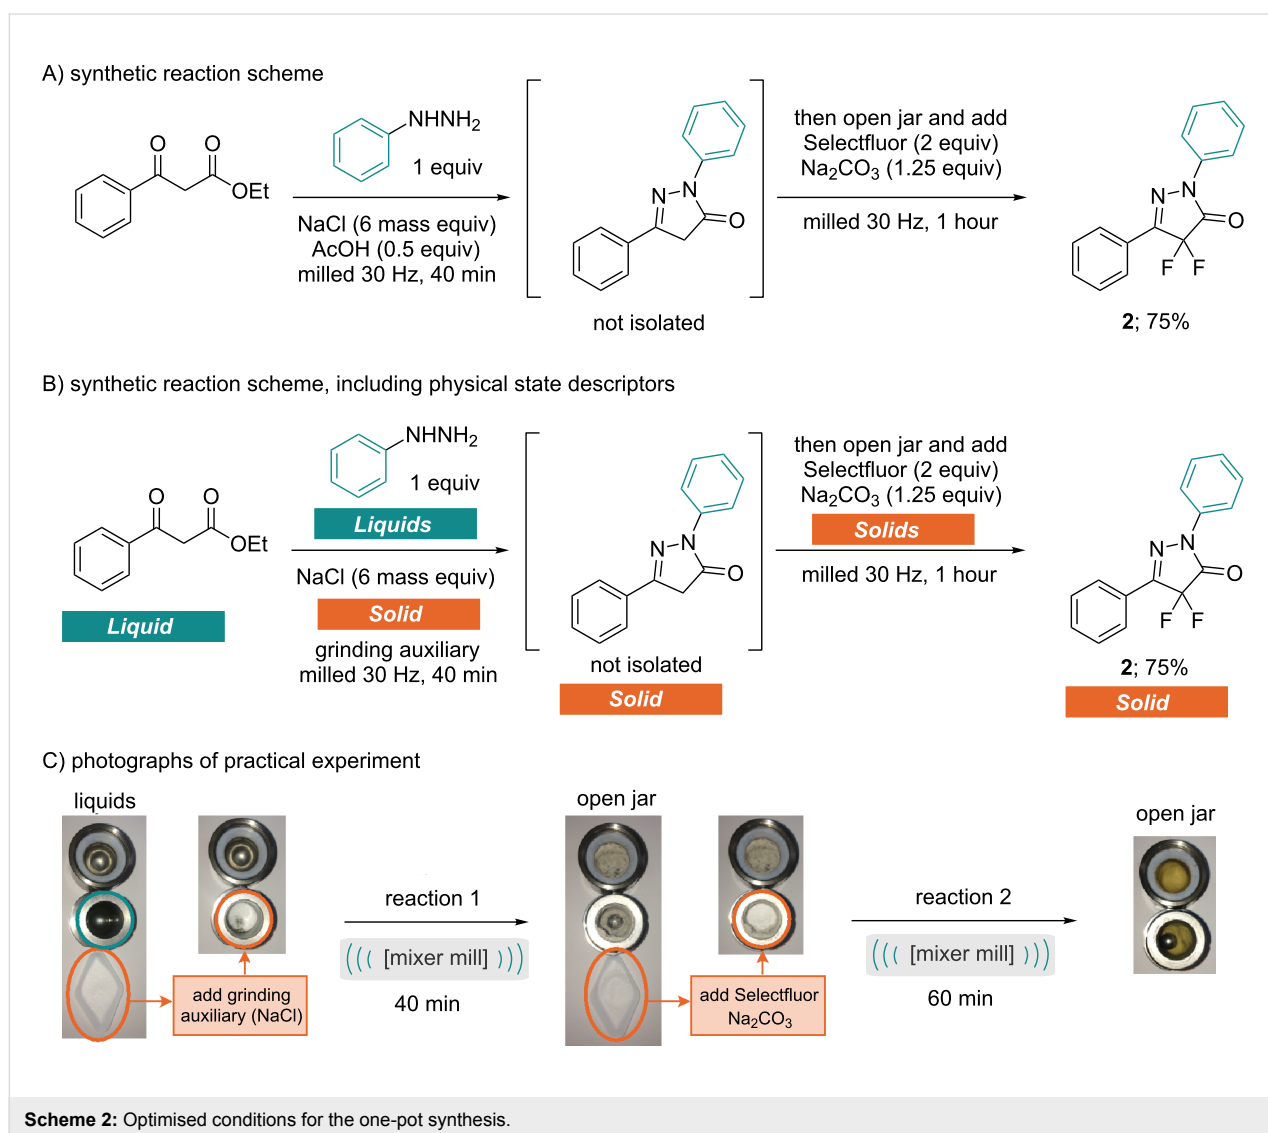 A) synthetic reaction scheme
O
O
OEt
NHNH2
1 equiv
NaCl (6 mass equiv)
AcOH (0.5 equiv)
milled 30 Hz, 40 min
N
N
O
not isolated
then open jar and add
Selectfluor (2 equiv)
Na2CO3 (1.25 equiv)
milled 30 Hz, 1 hour
N
N
O
F F
2; 75%
B) synthetic reaction scheme, including physical state descriptors
O
O
OEt
Liquid
NHNH2
1 equiv
Liquids
NaCl (6 mass equiv)
Solid
grinding auxiliary
milled 30 Hz, 40 min
N
N
O
not isolated
Solid
then open jar and add
Selectfluor (2 equiv)
Na2CO3 (1.25 equiv)
Solids
milled 30 Hz, 1 hour
N
N
O
F F
2; 75%
Solid
C) photographs of practical experiment
liquids
add grinding
auxiliary (NaCl)
reaction 1
((( [mixer mill] )))
40 min
open jar
add Selectfluor
Na2CO3
reaction 2
((( [mixer mill] )))
60 min
open jar
Scheme 2: Optimised conditions for the one-pot synthesis.